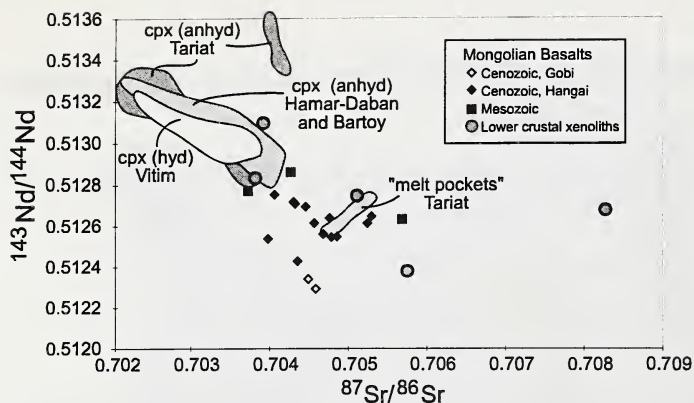 0.5136
0.5134
0.5132
0.5130
0.5128
0.5126
0.5124
0.5122
0.5120
143Nd/144Nd
cpx (anhyd)
Tariat
cpx (anhyd)
Hamar-Daban
and Bartoy
cpx (hyd)
Vitim
"melt pockets"
Tariat
Mongolian Basalts
Cenozoic, Gobi
Cenozoic, Hangai
Mesozoic
Lower crustal xenoliths
0.702 0.703 0.704 0.705 0.706 0.707 0.708 0.709
87Sr/86Sr